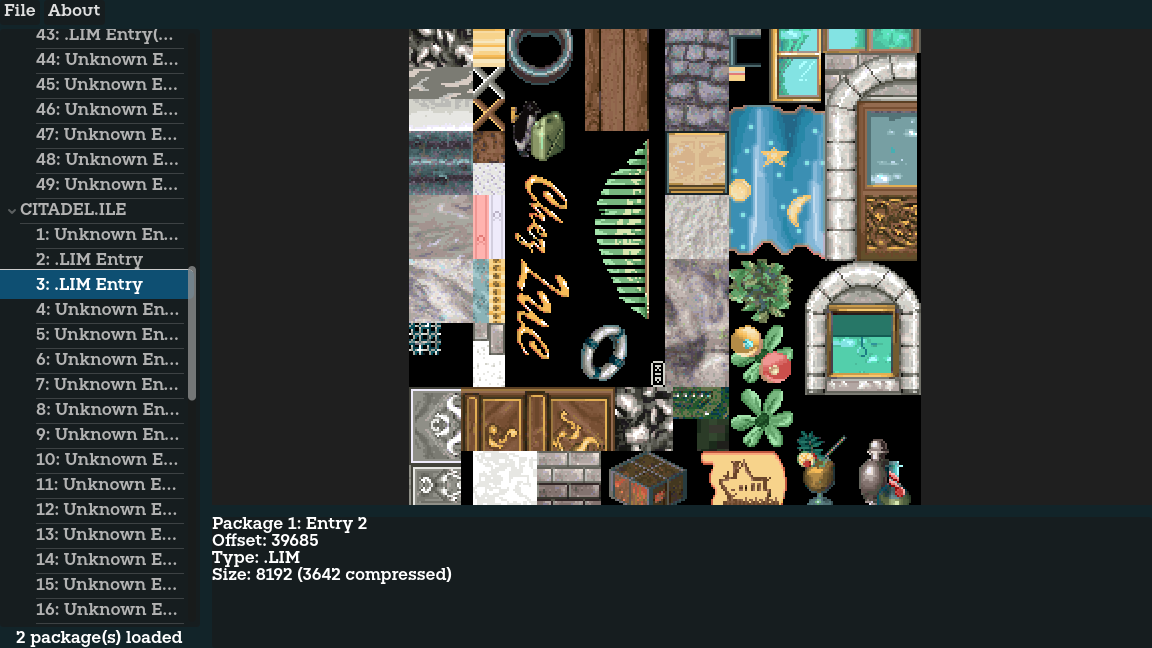 File About
43: .LIM Entry(...
44: Unknown E...
45: Unknown E...
46: Unknown E...
47: Unknown E...
48: Unknown E...
49: Unknown E...
CITADEL.ILE
1: Unknown En...
2: .LIM Entry
3: .LIM Entry
4: Unknown En...
5: Unknown En...
6: Unknown En...
7: Unknown En...
8: Unknown En...
9: Unknown En...
10: Unknown E...
11: Unknown E...
12: Unknown E...
13: Unknown E...
14: Unknown E...
15: Unknown E...
16: Unknown E...
2 package(s) loaded
Chez Luc
Package 1: Entry 2
Offset: 39685
Type: .LIM
Size: 8192 (3642 compressed)